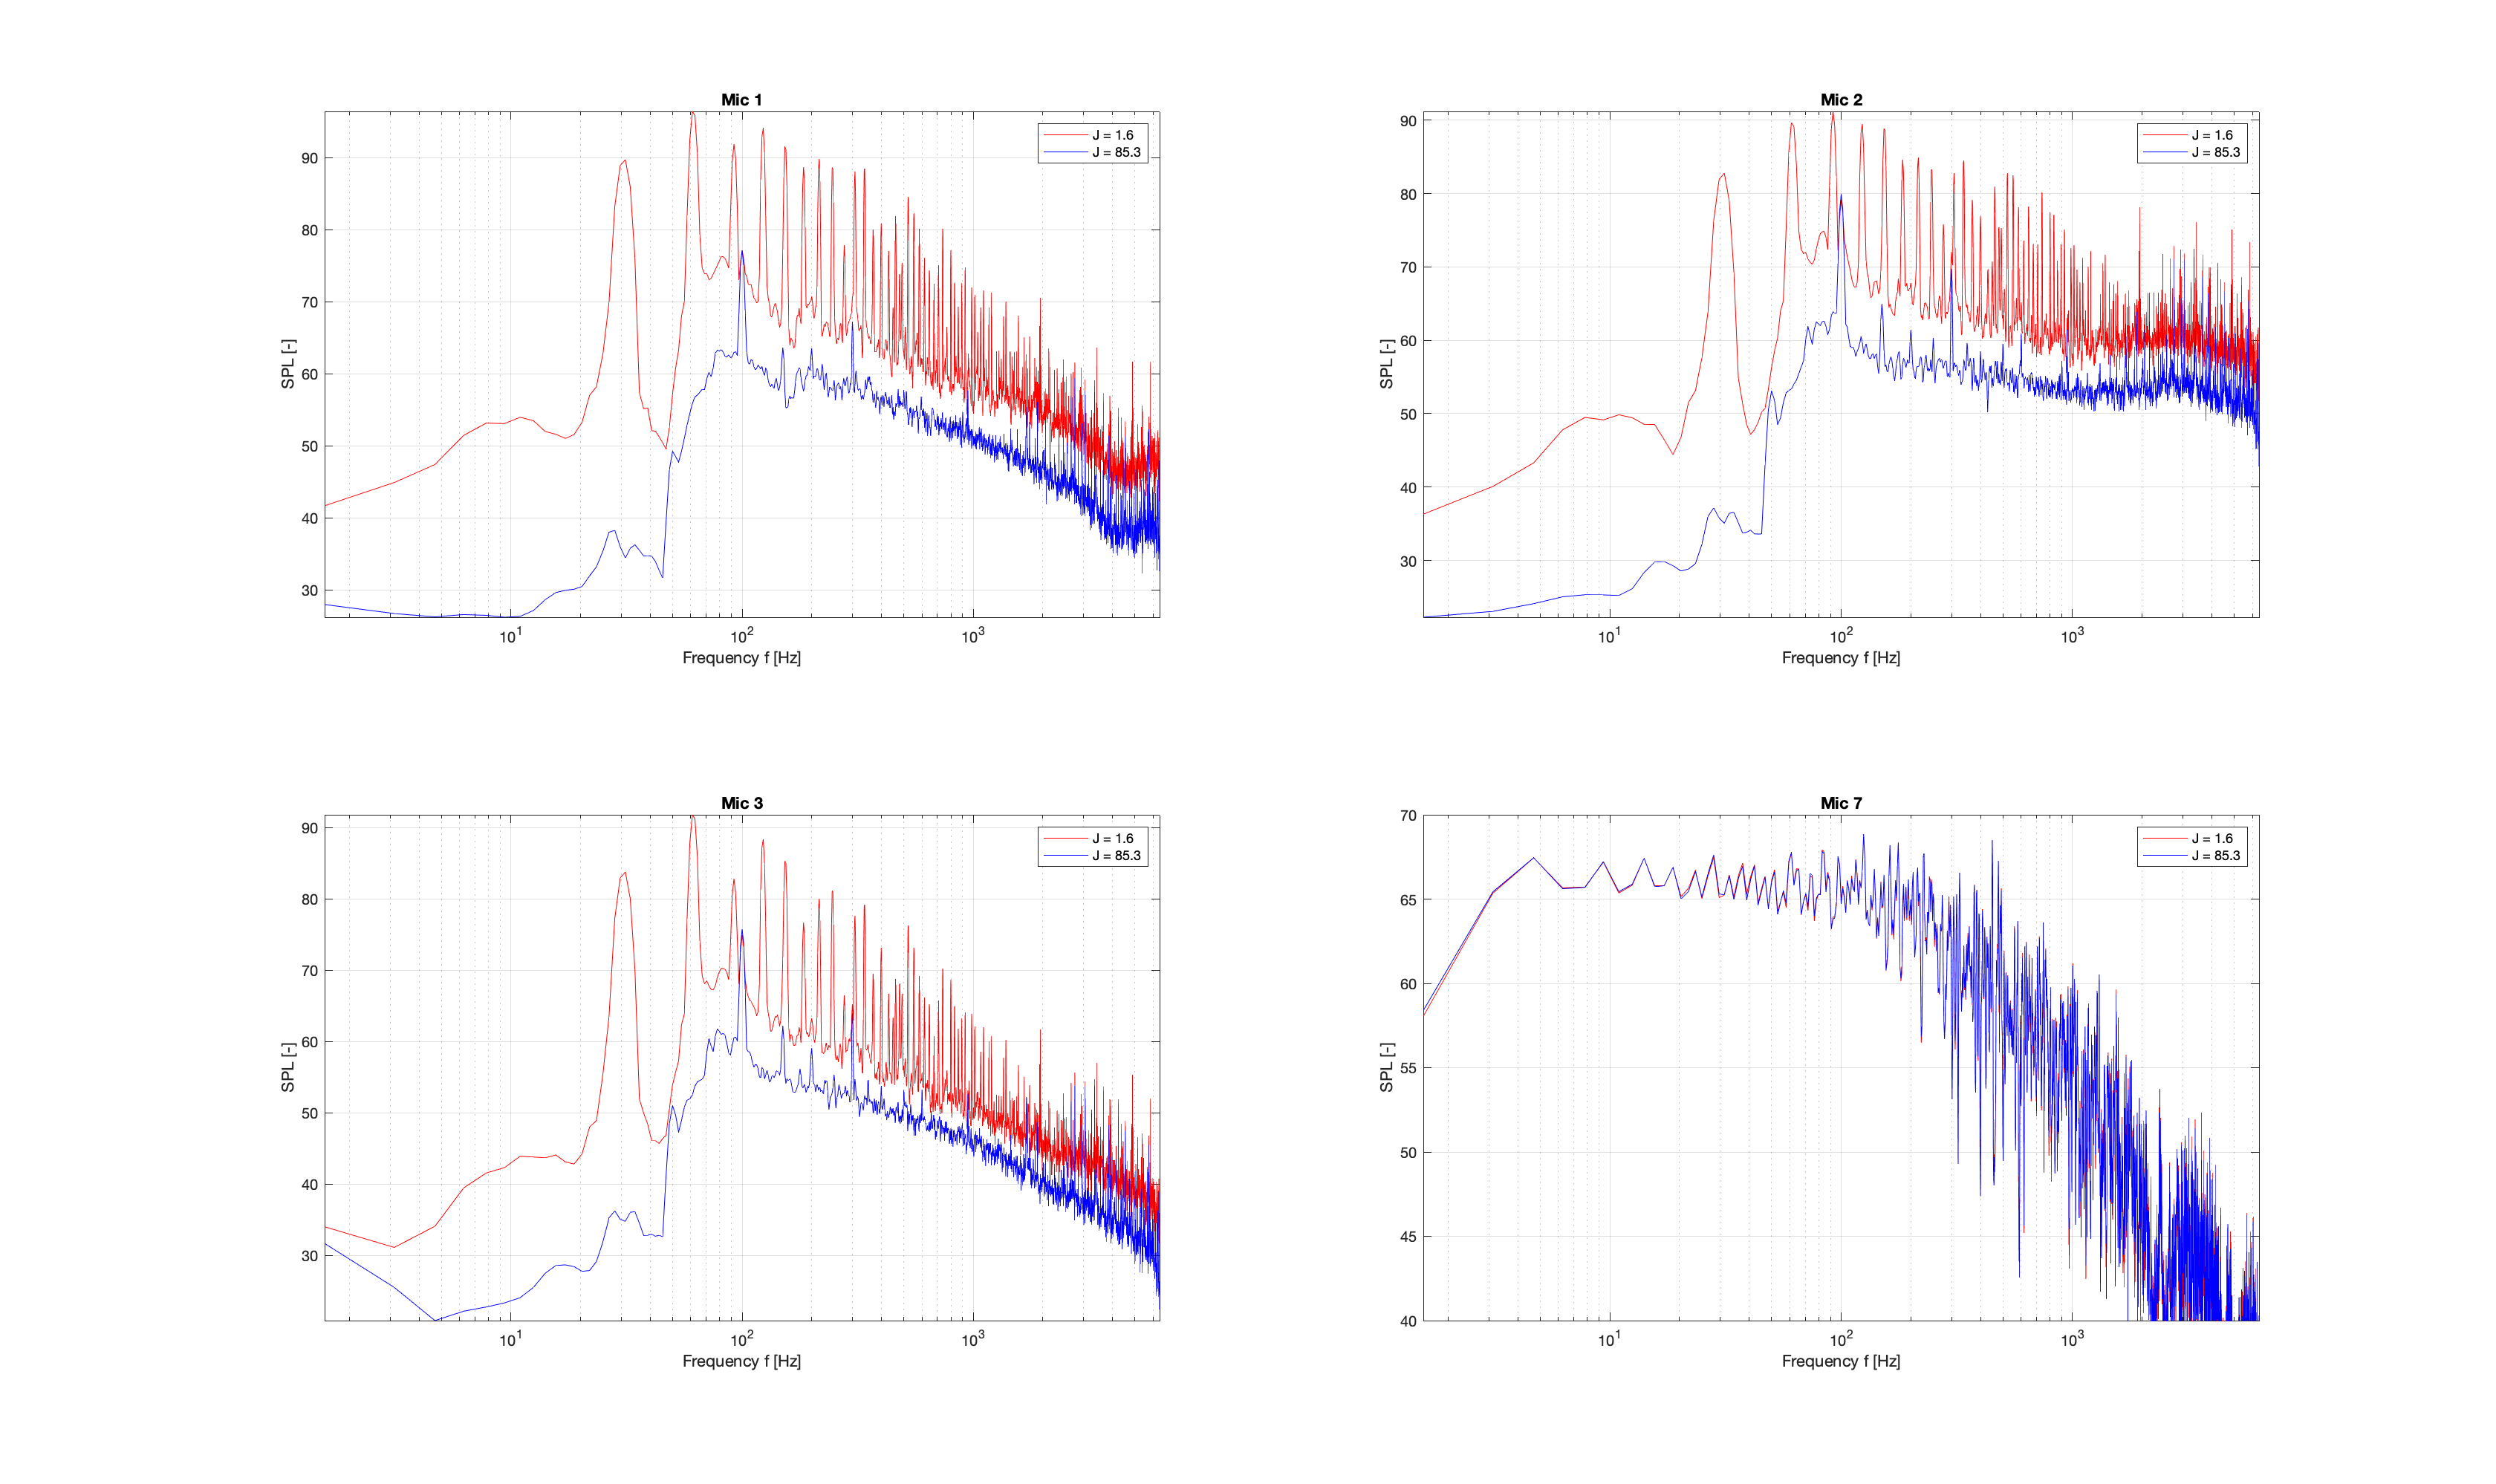 Mic 1
J = 1.6
J = 85.3
SPL [-]
90
80
70
60
50
40
30
10¹ 10² 10³
Frequency f [Hz]
Mic 2
J = 1.6
J = 85.3
SPL [-]
90
80
70
60
50
40
30
10¹ 10² 10³
Frequency f [Hz]
Mic 3
J = 1.6
J = 85.3
SPL [-]
90
80
70
60
50
40
30
10¹ 10² 10³
Frequency f [Hz]
Mic 7
J = 1.6
J = 85.3
SPL [-]
70
65
60
55
50
45
40
10¹ 10² 10³
Frequency f [Hz]